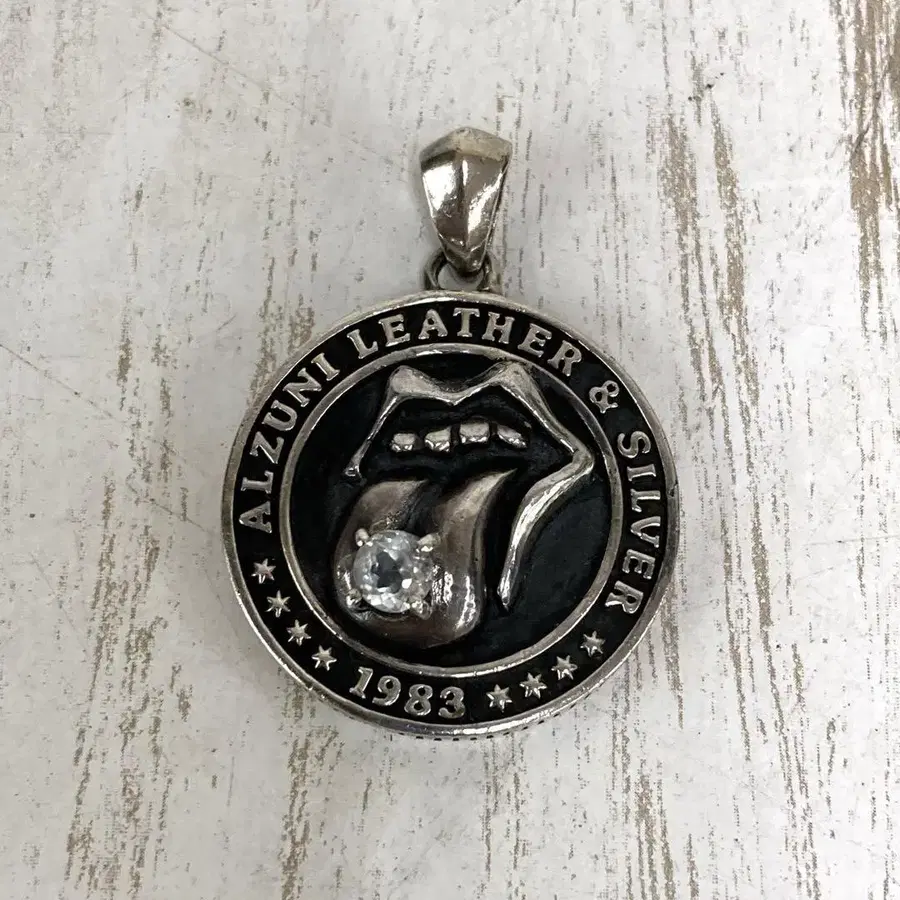 ALZUNI LEATHER & SILVER
1983